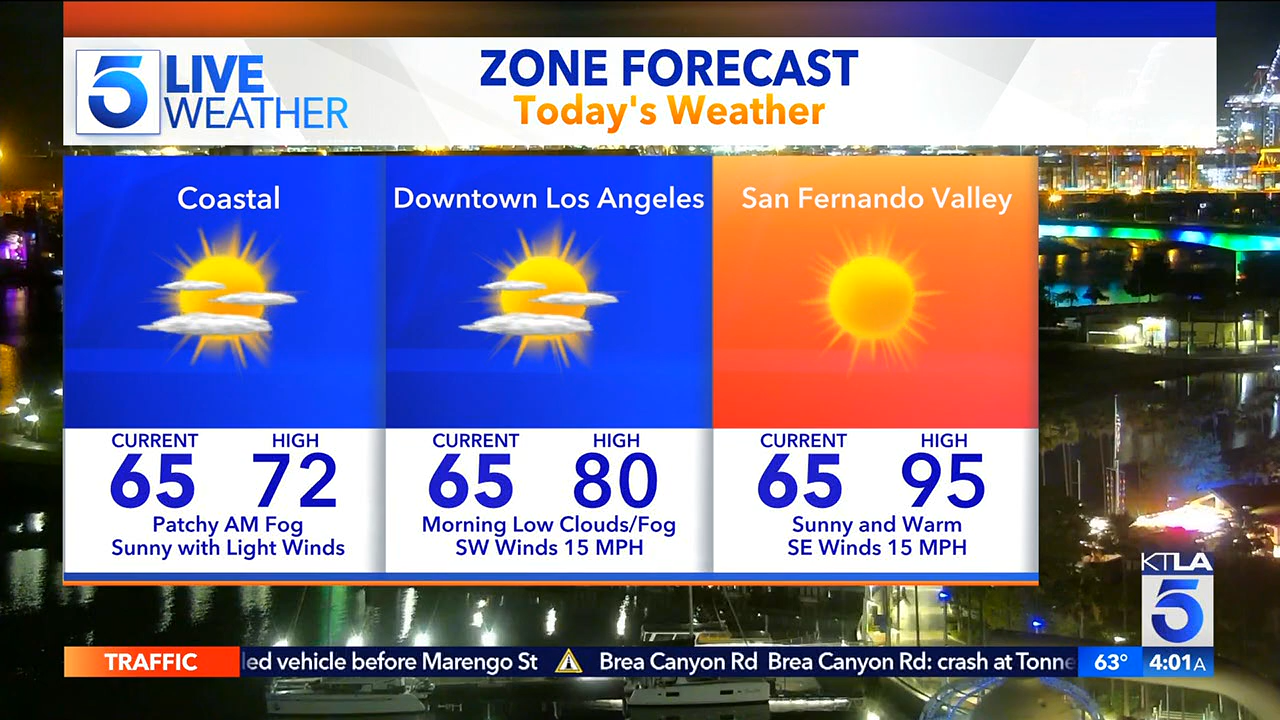 5 LIVE
WEATHER
ZONE FORECAST
Today's Weather
Coastal
CURRENT HIGH
65 72
Patchy AM Fog
Sunny with Light Winds
Downtown Los Angeles
CURRENT HIGH
65 80
Morning Low Clouds/Fog
SW Winds 15 MPH
San Fernando Valley
CURRENT HIGH
65 95
Sunny and Warm
SE Winds 15 MPH
KTLA
5
TRAFFIC
led vehicle before Marengo St Brea Canyon Rd Brea Canyon Rd: crash at Tonne
63° 4:01A